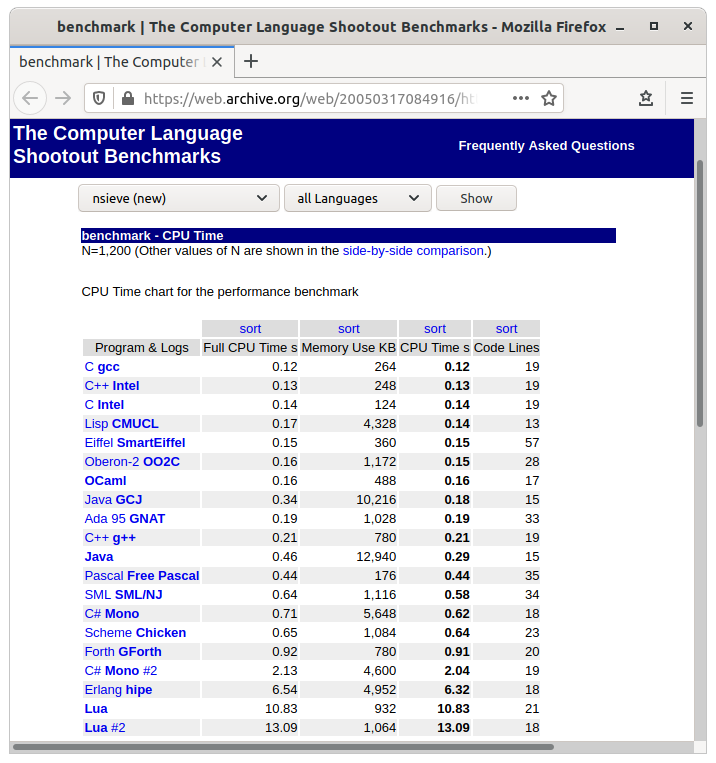 benchmark | The Computer Language Shootout Benchmarks - Mozilla Firefox
benchmark | The Computer
https://web.archive.org/web/20050317084916/ht
The Computer Language
Shootout Benchmarks
Frequently Asked Questions
nsieve (new) all Languages Show
benchmark - CPU Time
N=1,200 (Other values of N are shown in the side-by-side comparison.)
CPU Time chart for the performance benchmark
sort sort sort sort
Program & Logs Full CPU Time s Memory Use KB CPU Time s Code Lines
C gcc 0.12 264 0.12 19
C++ Intel 0.13 248 0.13 19
C Intel 0.14 124 0.14 19
Lisp CMUCL 0.17 4,328 0.14 13
Eiffel SmartEiffel 0.15 360 0.15 57
Oberon-2 OO2C 0.16 1,172 0.15 28
OCaml 0.16 488 0.16 17
Java GCJ 0.34 10,216 0.18 15
Ada 95 GNAT 0.19 1,028 0.19 33
C++ g++ 0.21 780 0.21 19
Java 0.46 12,940 0.29 15
Pascal Free Pascal 0.44 176 0.44 35
SML SML/NJ 0.64 1,116 0.58 34
C# Mono 0.71 5,648 0.62 18
Scheme Chicken 0.65 1,084 0.64 23
Forth GForth 0.92 780 0.91 20
C# Mono #2 2.13 4,600 2.04 19
Erlang hipe 6.54 4,952 6.32 18
Lua 10.83 932 10.83 21
Lua #2 13.09 1,064 13.09 18